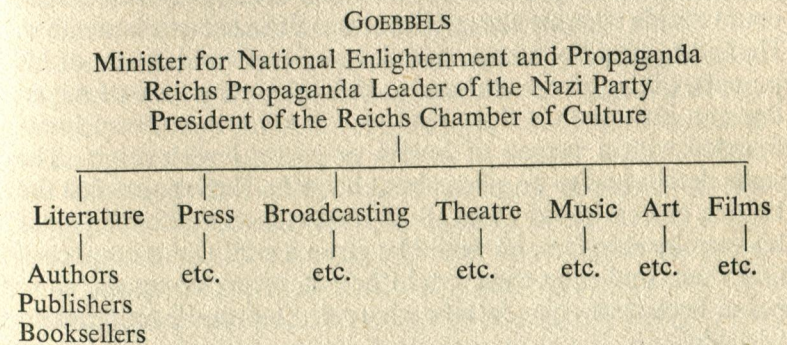 GOEBBELS
Minister for National Enlightenment and Propaganda
Reichs Propaganda Leader of the Nazi Party
President of the Reichs Chamber of Culture
Literature Press Broadcasting Theatre Music Art Films
Authors etc. etc. etc. etc. etc. etc.
Publishers
Booksellers